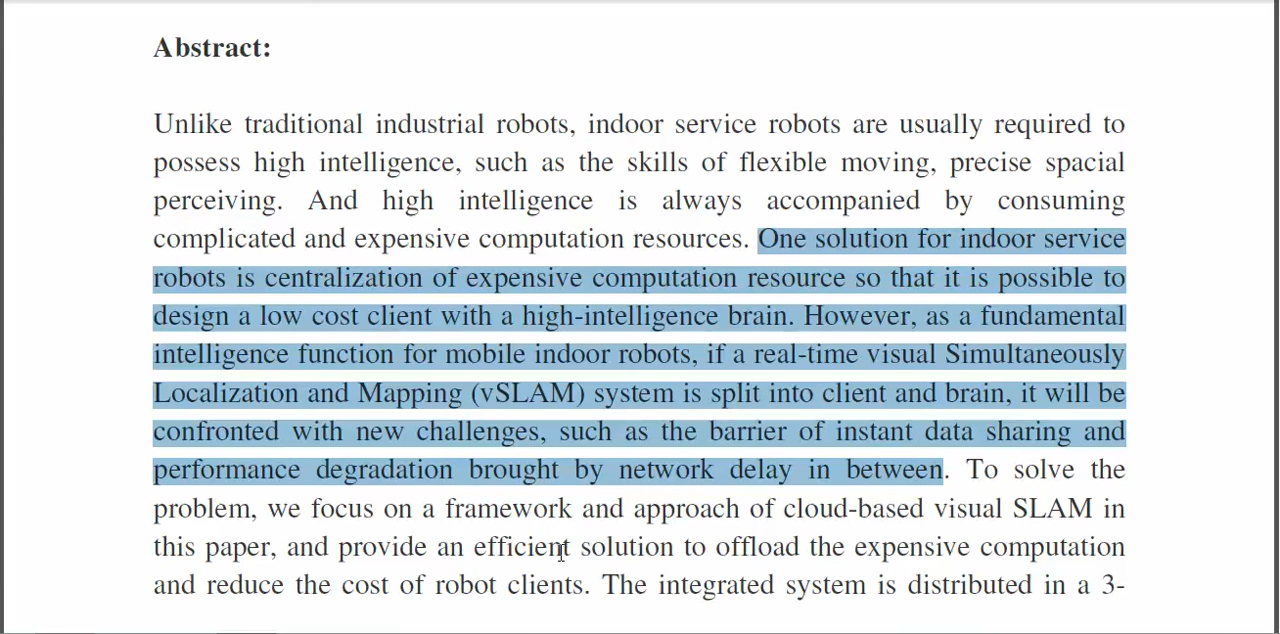 Abstract:
Unlike traditional industrial robots, indoor service robots are usually required to
possess high intelligence, such as the skills of flexible moving, precise spacial
perceiving. And high intelligence is always accompanied by consuming
complicated and expensive computation resources. One solution for indoor service
robots is centralization of expensive computation resource so that it is possible to
design a low cost client with a high-intelligence brain. However, as a fundamental
intelligence function for mobile indoor robots, if a real-time visual Simultaneously
Localization and Mapping (vSLAM) system is split into client and brain, it will be
confronted with new challenges, such as the barrier of instant data sharing and
performance degradation brought by network delay in between. To solve the
problem, we focus on a framework and approach of cloud-based visual SLAM in
this paper, and provide an efficient solution to offload the expensive computation
and reduce the cost of robot clients. The integrated system is distributed in a 3-